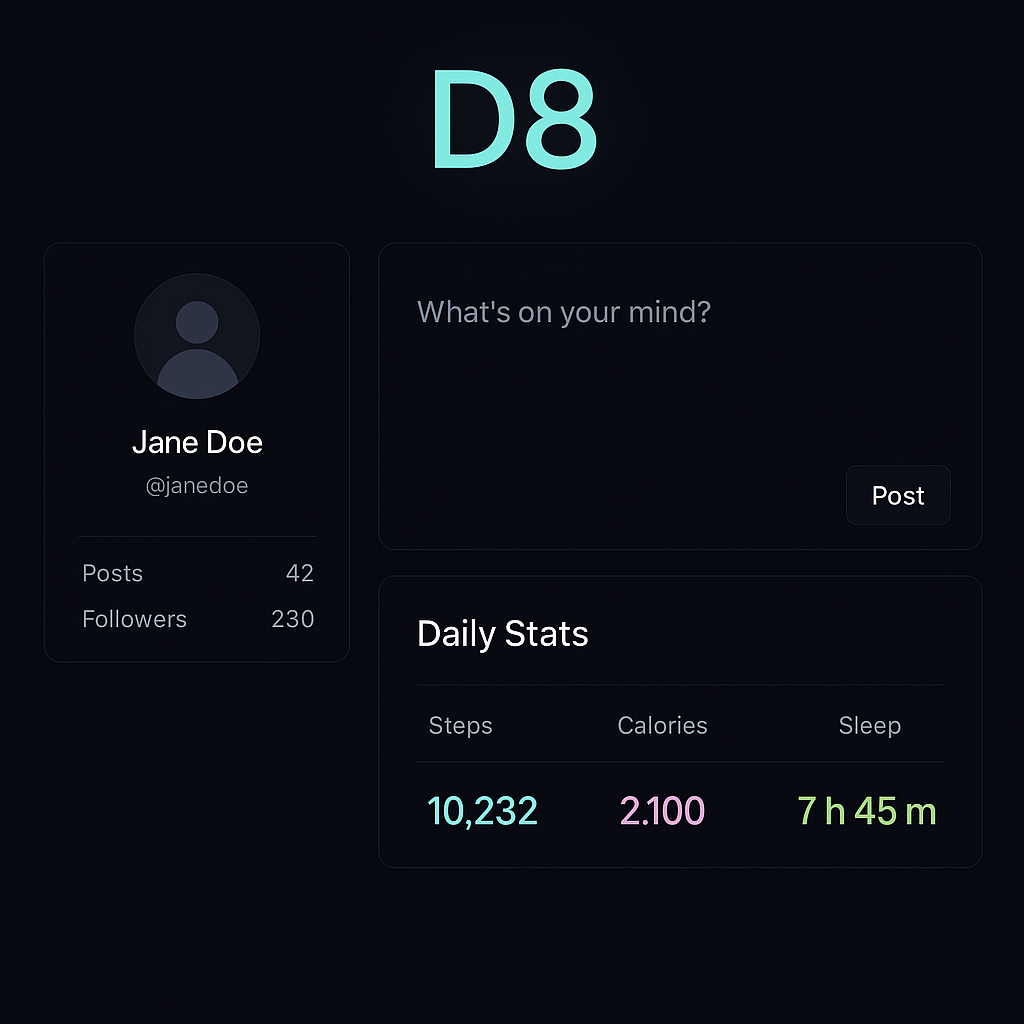 D8
Jane Doe
@janedoe
Posts 42
Followers 230
What's on your mind?
Post
Daily Stats
Steps Calories Sleep
10,232 2.100 7 h 45 m